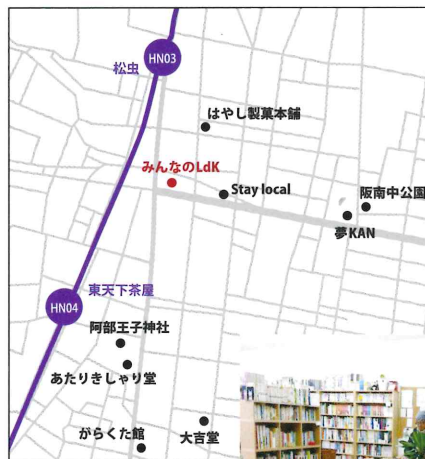 HN03
松虫
はやし製菓本舗
みんなのLdK
Stay local
阪南中公園
夢KAN
東天下茶屋
HN04
阿部王子神社
あたりきしゃり堂
大吉堂
がらくた館